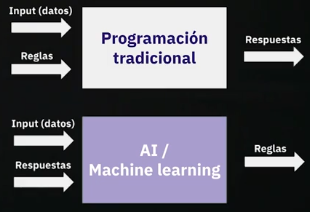 Input (datos)
Reglas
Programación
tradicional
Respuestas
Input (datos)
Respuestas
AI /
Machine learning
Reglas